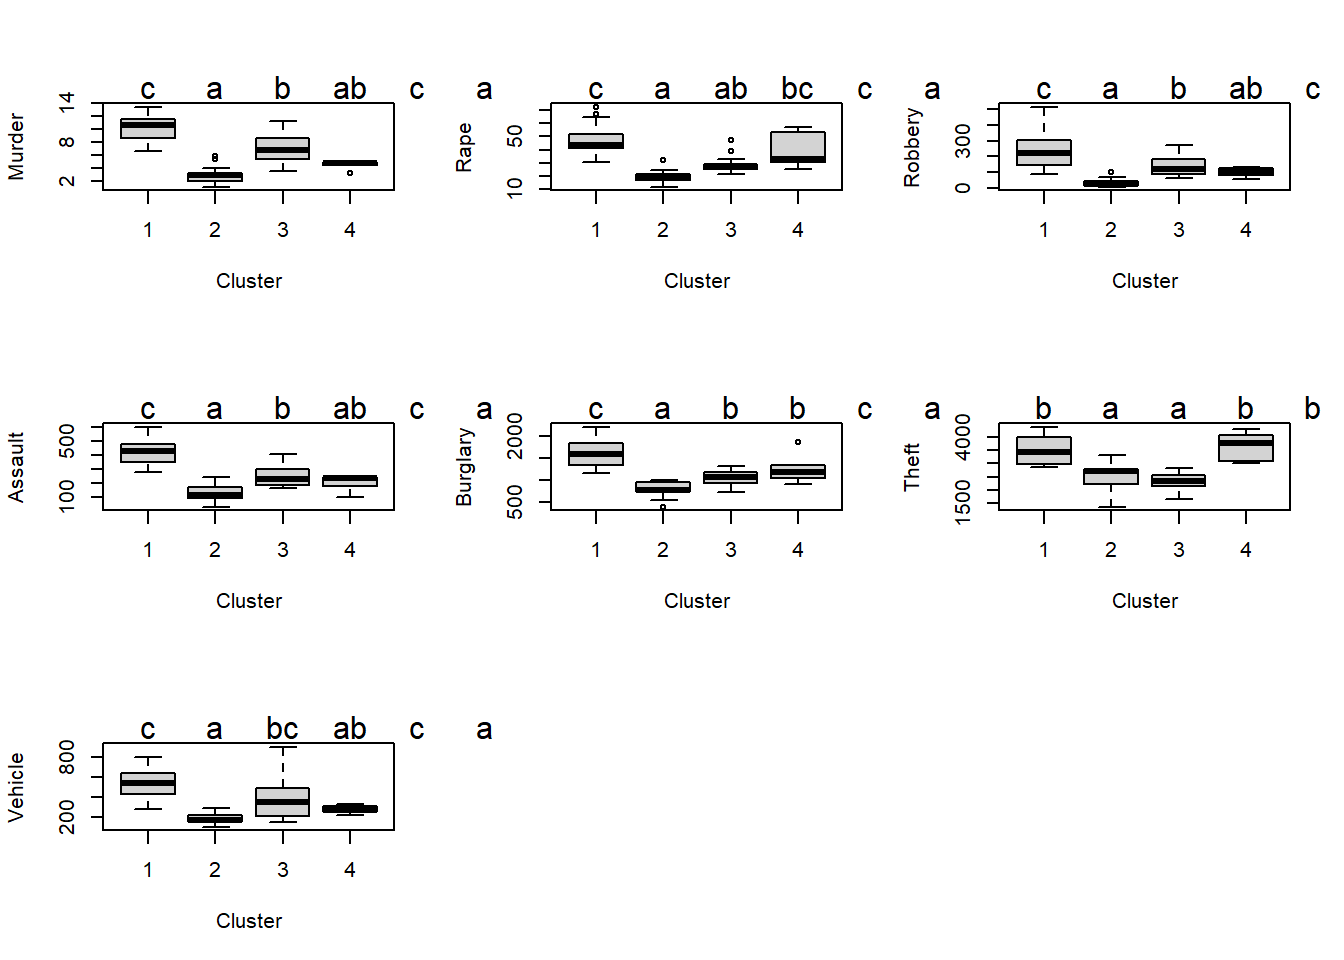 c a b ab c a c a ab bc c a c a b ab c
Murder 14 8 2 Rape 50 10 Robbery 300 0
1 2 3 4 1 2 3 4 1 2 3 4
Cluster Cluster Cluster
c a b ab c a c a b b c a b a a b b
Assault 500 100 Burglary 2000 500 Theft 4000 1500
1 2 3 4 1 2 3 4 1 2 3 4
Cluster Cluster Cluster
c a bc ab c a
Vehicle 800 200
1 2 3 4
Cluster